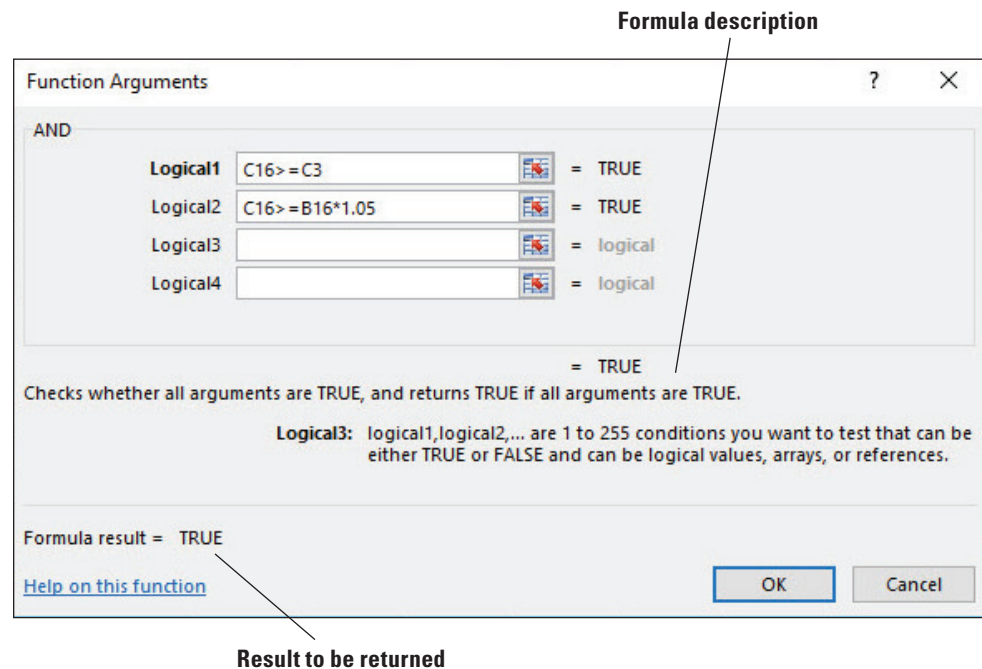 Formula description
Function Arguments ? ×
AND
Logical1 C16>=C3 = TRUE
Logical2 C16>=B16*1.05 = TRUE
Logical3 = logical
Logical4 = logical
= TRUE
Checks whether all arguments are TRUE, and returns TRUE if all arguments are TRUE.
Logical3: logical1,logical2,... are 1 to 255 conditions you want to test that can be
either TRUE or FALSE and can be logical values, arrays, or references.
Formula result = TRUE
Help on this function OK Cancel
Result to be returned